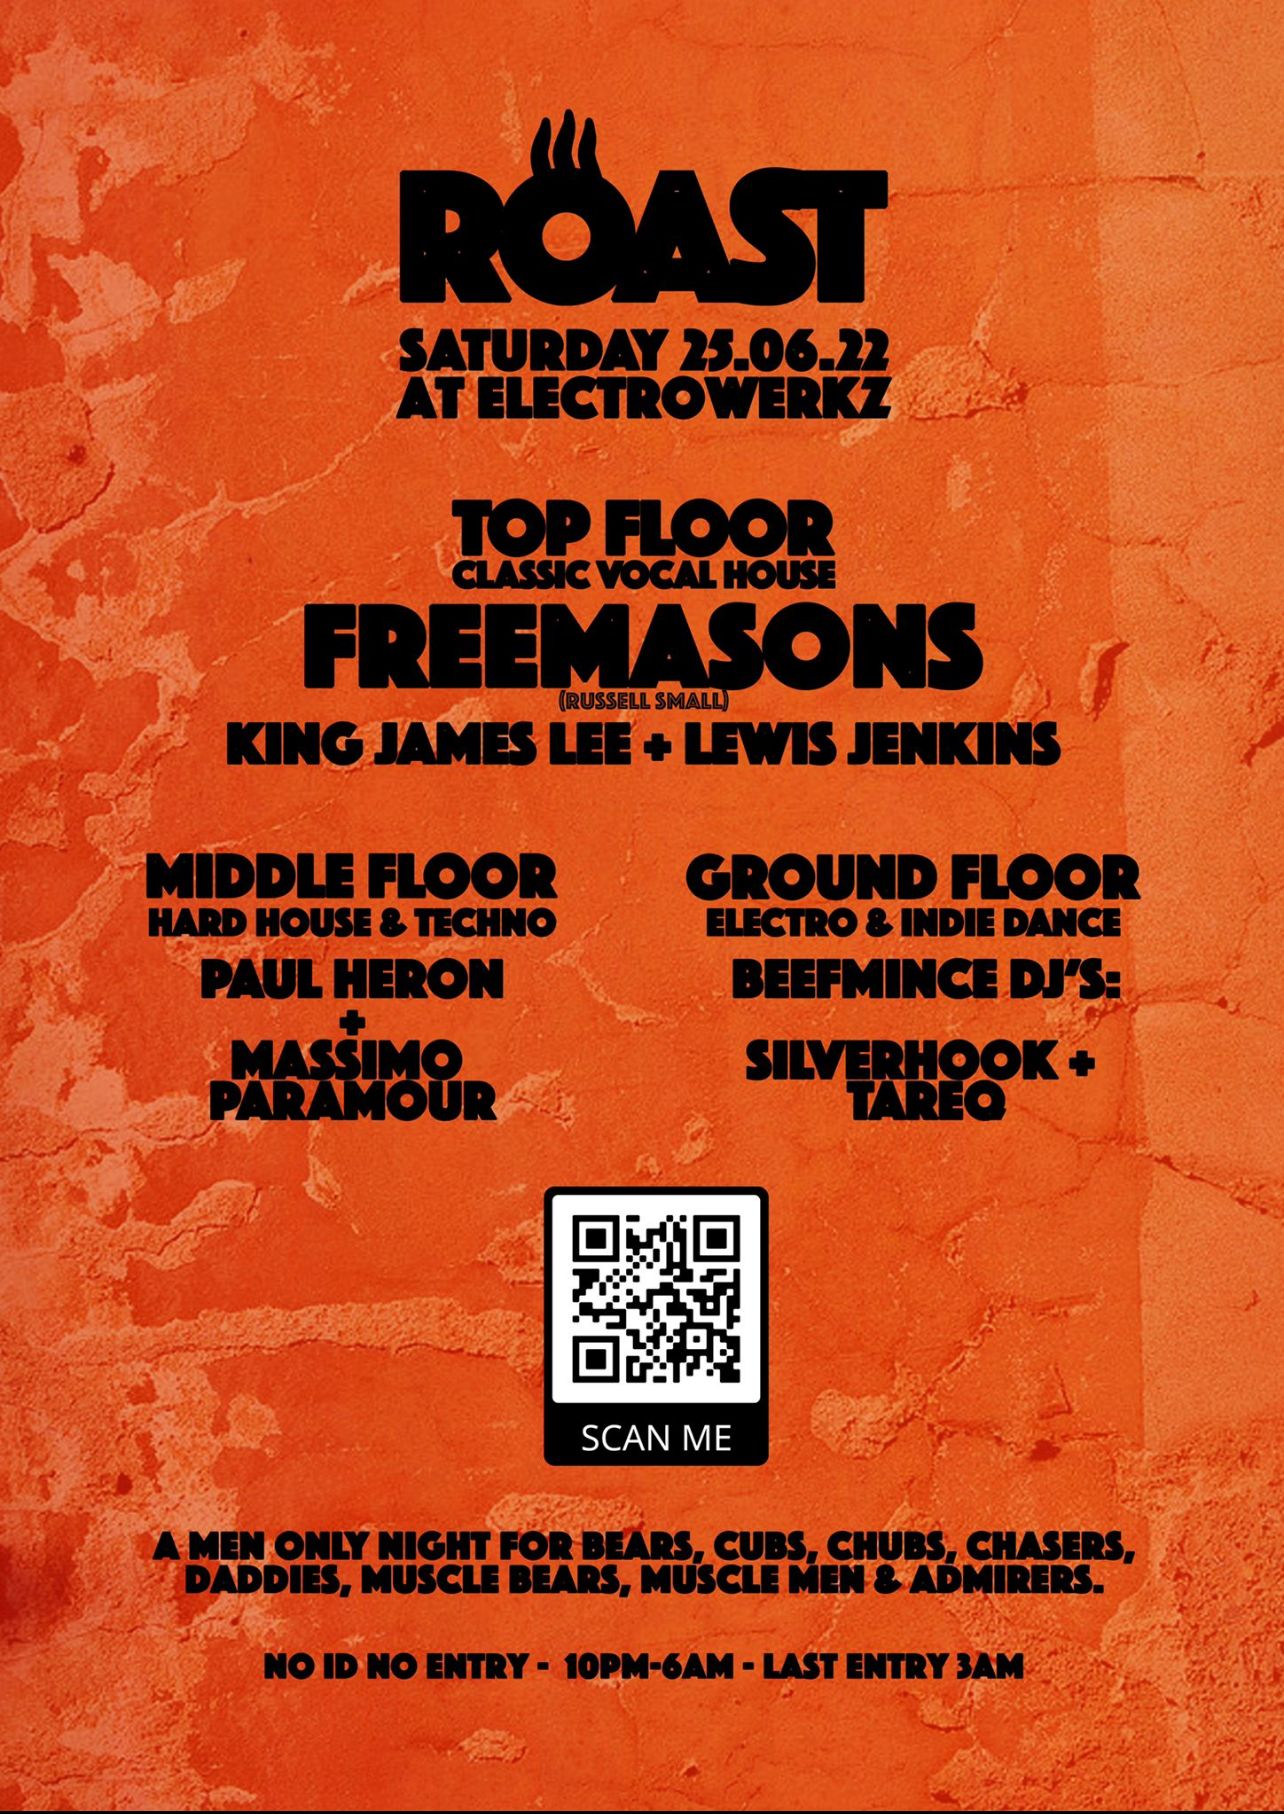 ROAST
SATURDAY 25.06.22
AT ELECTROWERKZ
TOP FLOOR
CLASSIC VOCAL HOUSE
FREEMASONS
(RUSSELL SMALL)
KING JAMES LEE + LEWIS JENKINS
MIDDLE FLOOR
HARD HOUSE & TECHNO
PAUL HERON
+
MASSIMO
PARAMOUR
GROUND FLOOR
ELECTRO & INDIE DANCE
BEEFMINCE DJ'S:
SILVERHOOK +
TAREQ
SCAN ME
A MEN ONLY NIGHT FOR BEARS, CUBS, CHUBS, CHASERS,
DADDIES, MUSCLE BEARS, MUSCLE MEN & ADMIRERS.
NO ID NO ENTRY - 10PM-6AM - LAST ENTRY 3AM